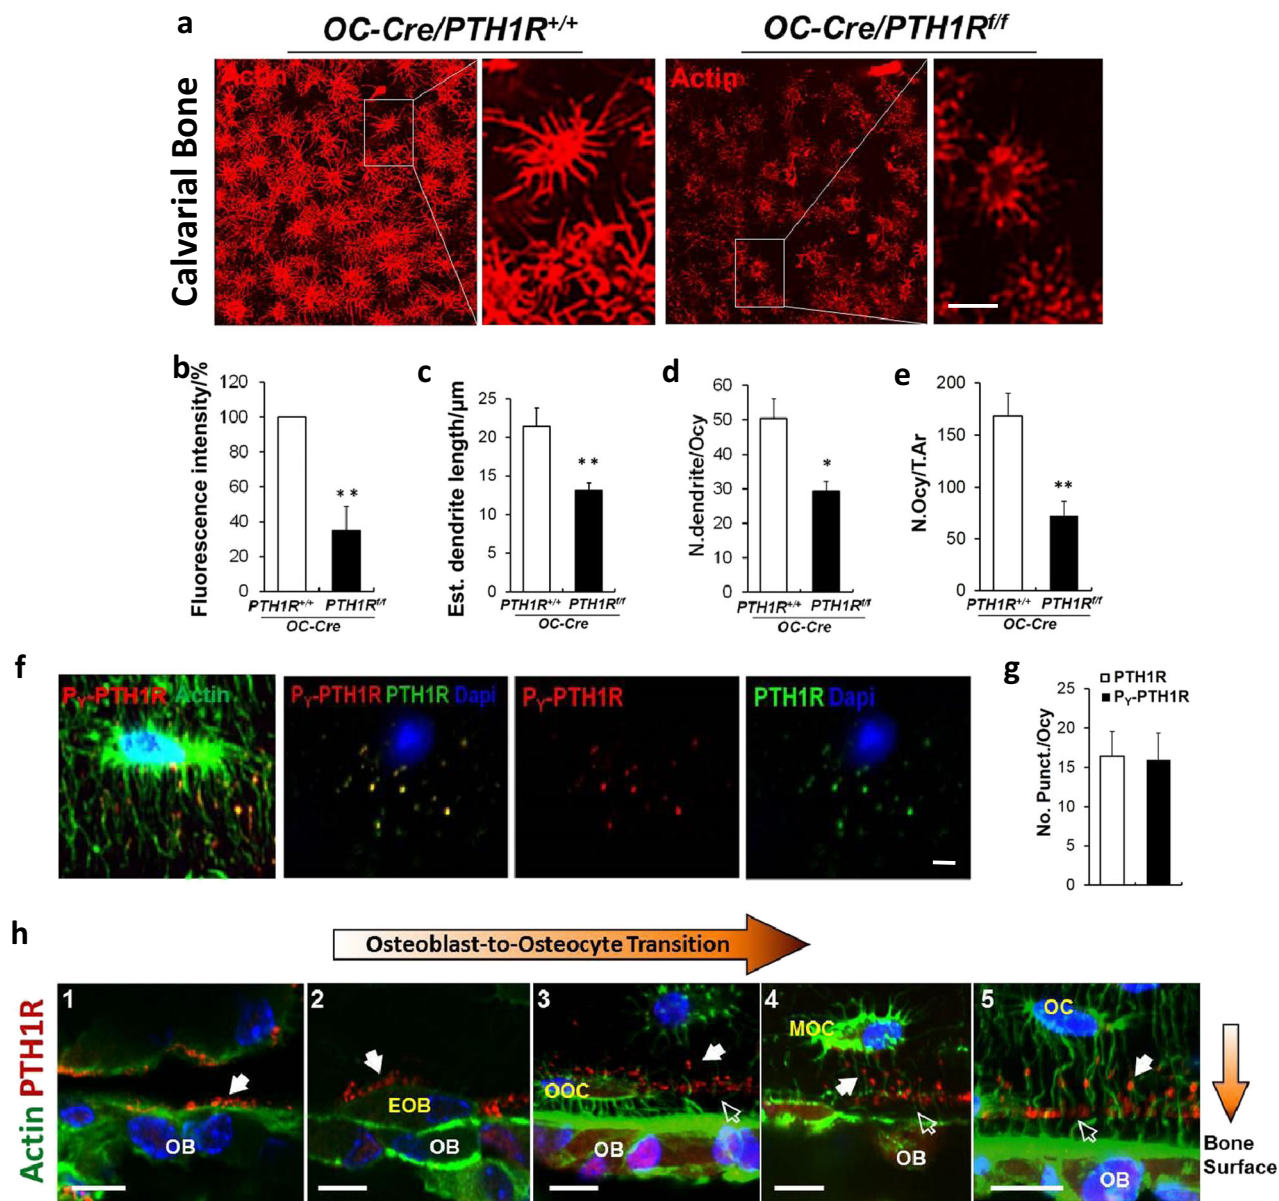 a
OC-Cre/PTH1R+/+
OC-Cre/PTH1Rf/f
Calvarial Bone
Actin
Actin
b
Fluorescence intensity/%
120
100
80
60
40
20
0
**
PTH1R+/+ PTH1Rf/f
OC-Cre
c
Est. dendrite length/µm
25
20
15
10
5
0
**
PTH1R+/+ PTH1Rf/f
OC-Cre
d
N.dendrite/Ocy
60
50
40
30
20
10
0
*
PTH1R+/+ PTH1Rf/f
OC-Cre
e
N.Ocy/T.Ar
200
150
100
50
0
**
PTH1R+/+ PTH1Rf/f
OC-Cre
f
PY-PTH1R Actin
PY-PTH1R PTH1R Dapi
PY-PTH1R
PTH1R Dapi
g
PTH1R
PY-PTH1R
No. Punct./Ocy
25
20
15
10
5
0
h
Osteoblast-to-Osteocyte Transition
Actin PTH1R
1
OB
2
EOB
OB
3
OOC
OB
4
MOC
OB
5
OC
OB
Bone
Surface